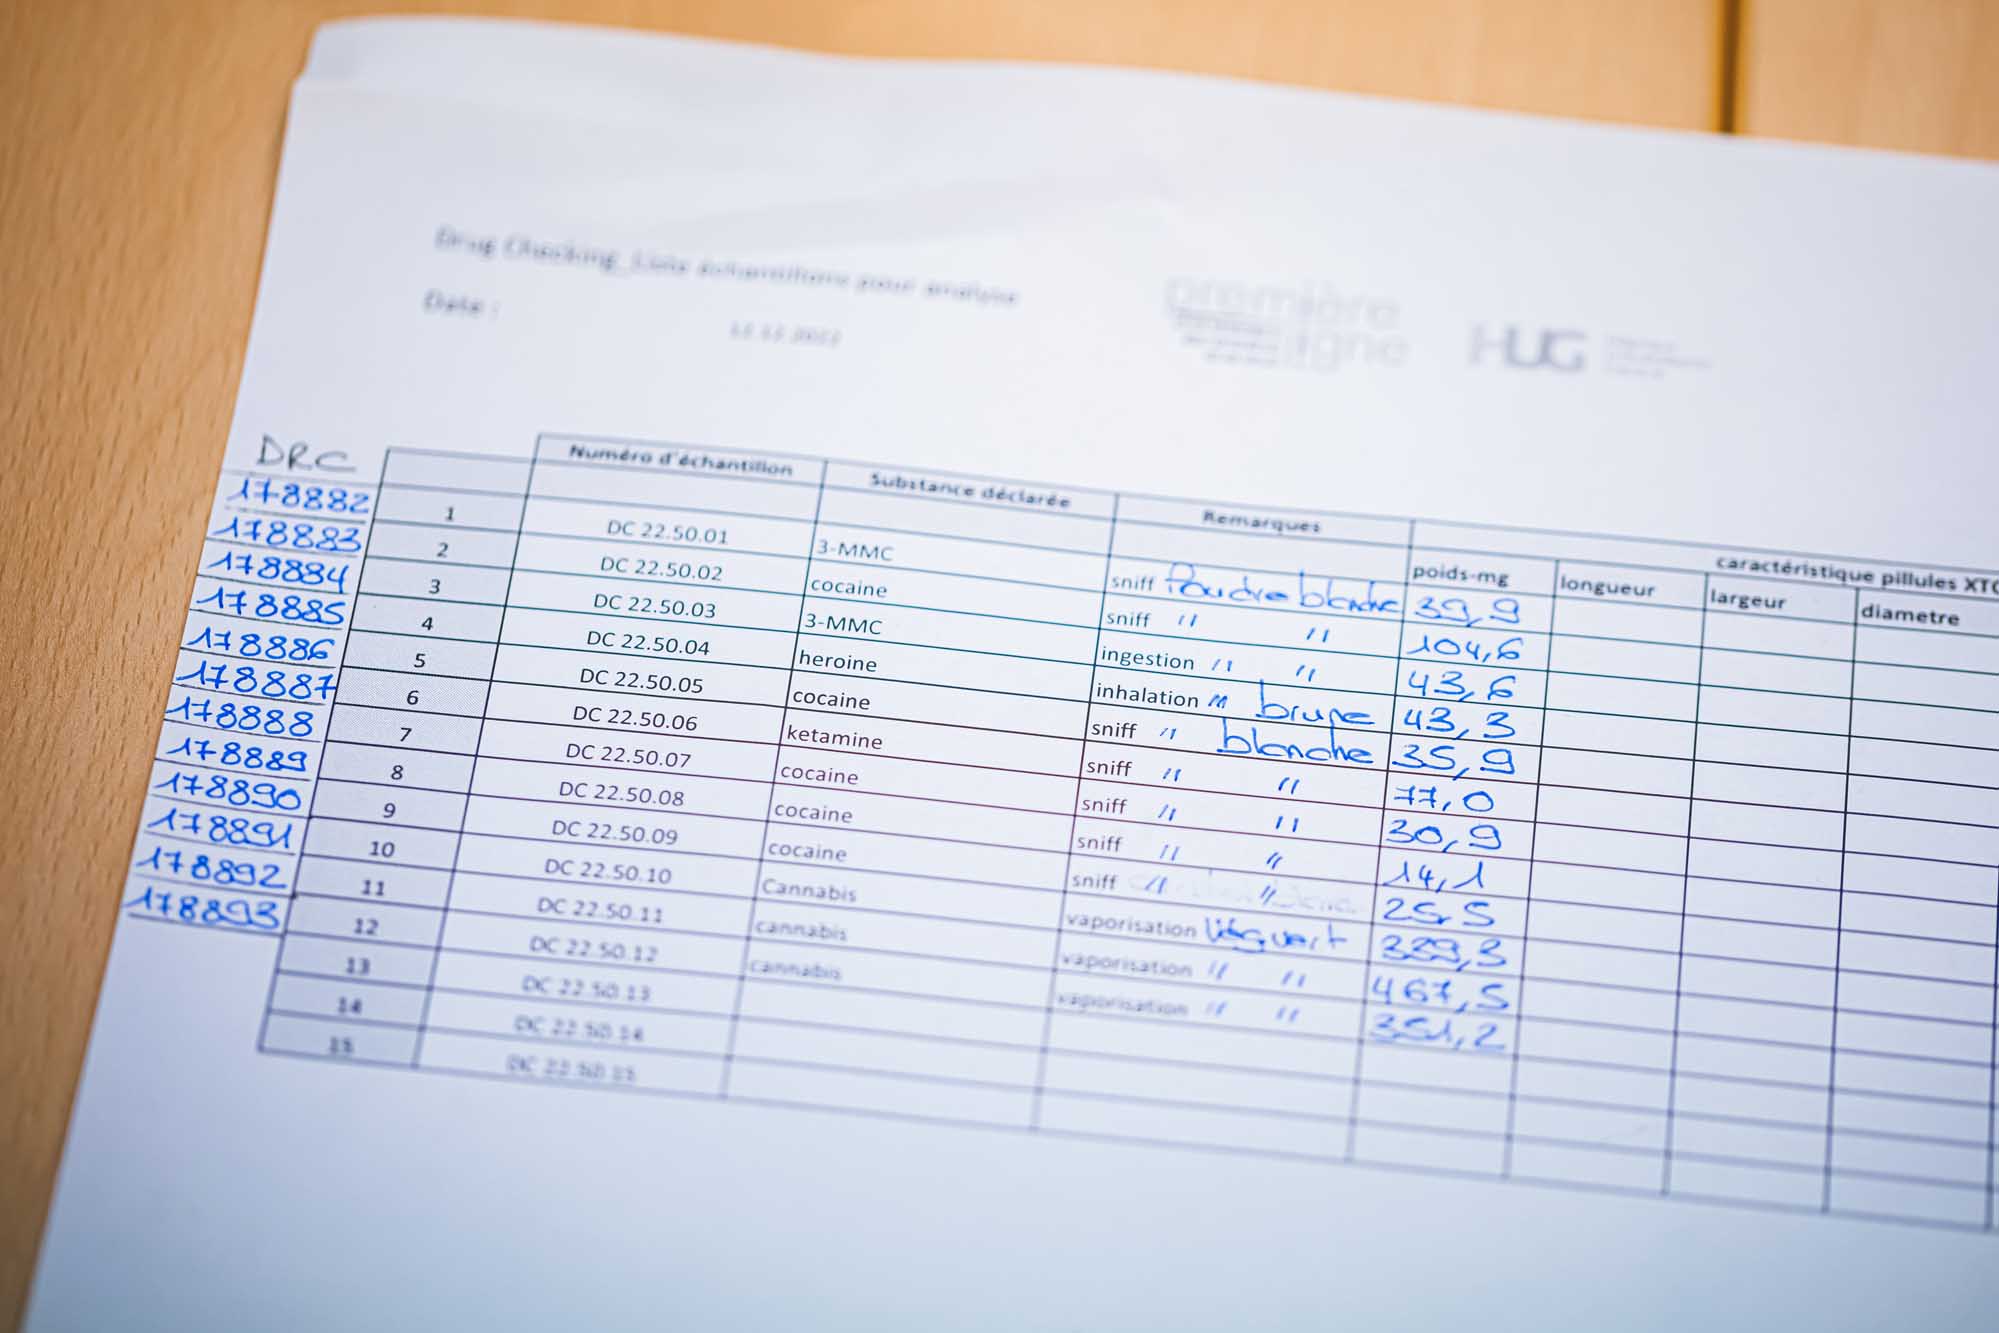 Drug Checking_Liste échantillons pour analyse
Date : 12.12.2022
première ligne
HUG
DRC Numéro d'échantillon Substance déclarée Remarques caractéristique pillules XTC
poids-mg longueur largeur diametre
178882 1 DC 22.50.01 3-MMC sniff Poudre blanche 39,9
178883 2 DC 22.50.02 cocaine sniff " " 104,6
178884 3 DC 22.50.03 3-MMC ingestion " " 43,6
178885 4 DC 22.50.04 heroine inhalation " brune 43,3
178886 5 DC 22.50.05 cocaine sniff " blanche 35,9
178887 6 DC 22.50.06 ketamine sniff " " 77,0
178888 7 DC 22.50.07 cocaine sniff " " 30,9
178889 8 DC 22.50.08 cocaine sniff " " 14,1
178890 9 DC 22.50.09 cocaine sniff " " 25,5
178891 10 DC 22.50.10 Cannabis vaporisation vert
178892 11 DC 22.50.11 cannabis vaporisation " " 467,5
178893 12 DC 22.50.12 cannabis vaporisation " " 351,2
13 DC 22.50.13
14 DC 22.50.14
15 DC 22.50.15